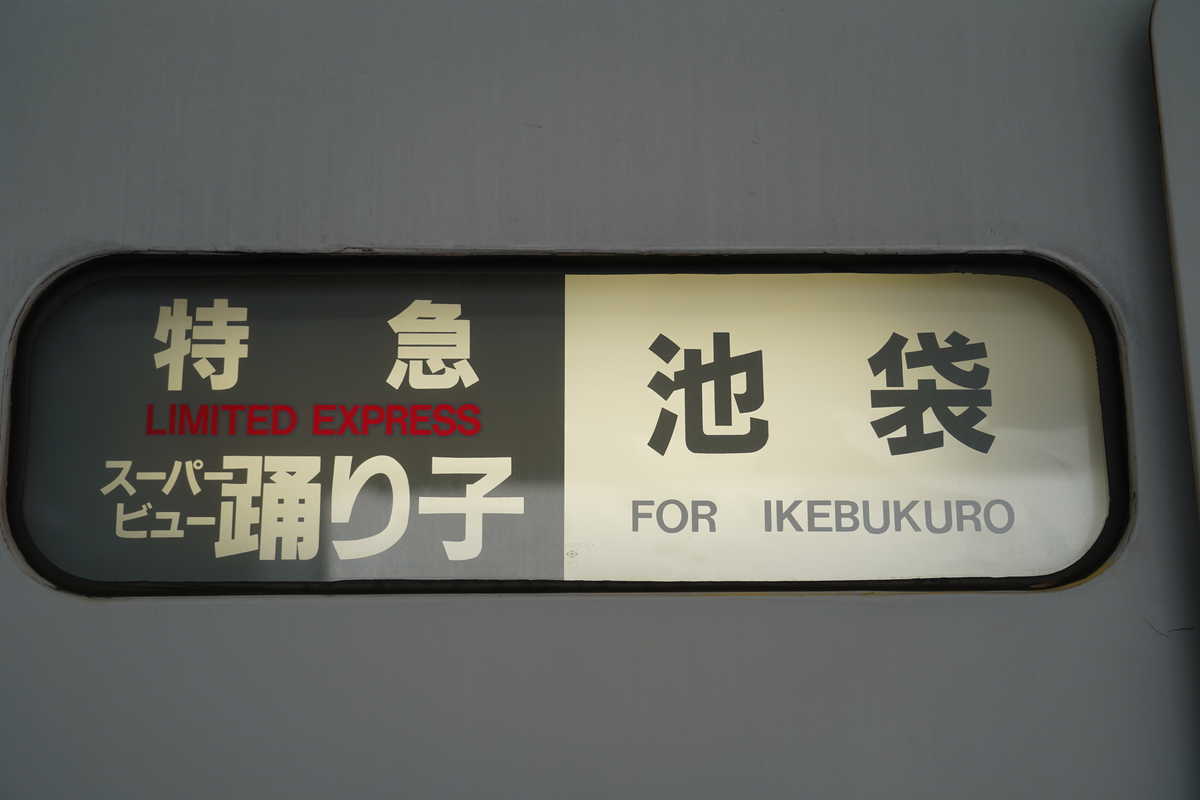 特急
LIMITED EXPRESS
スーパー
ビュー
踊り子
池袋
FOR IKEBUKURO